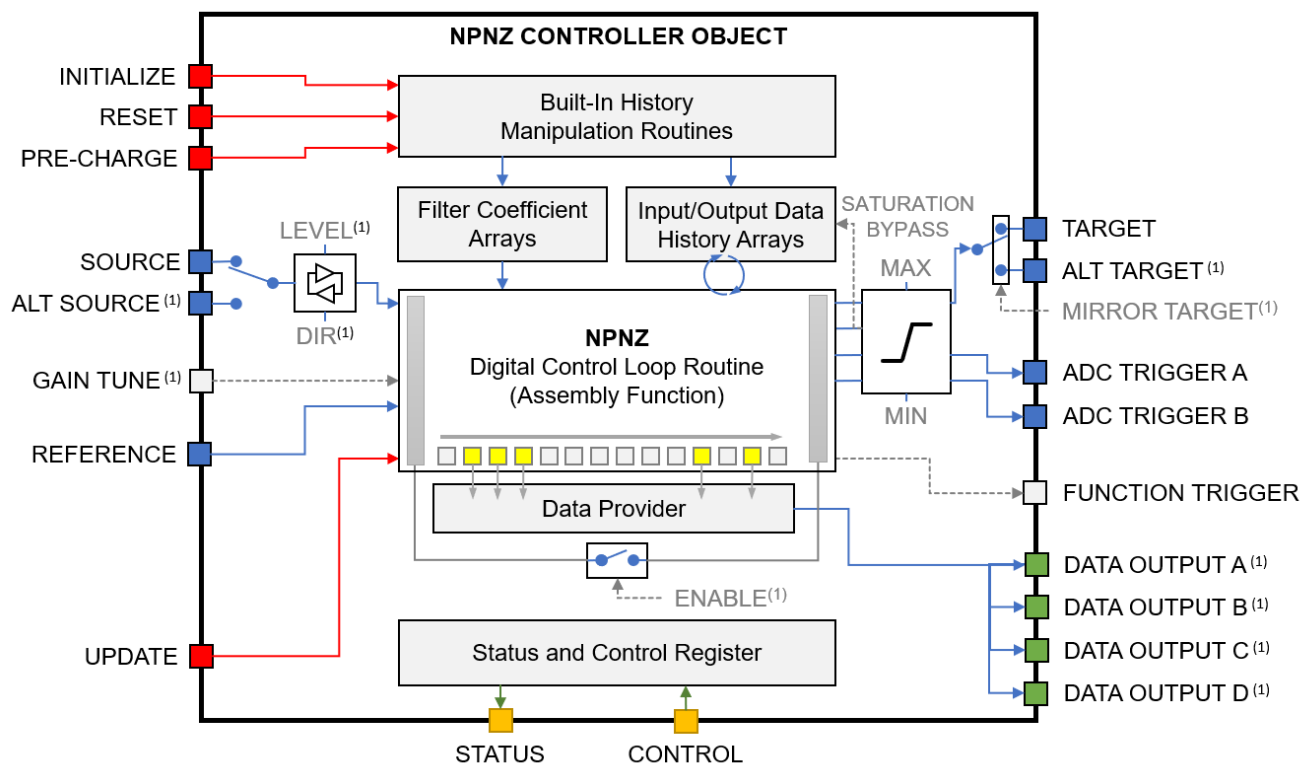 NPNZ CONTROLLER OBJECT
INITIALIZE
RESET
PRE-CHARGE
Built-In History
Manipulation Routines
Filter Coefficient
Arrays
Input/Output Data
History Arrays
SATURATION
BYPASS
LEVEL(1)
SOURCE
ALT SOURCE(1)
DIR(1)
GAIN TUNE(1)
REFERENCE
NPNZ
Digital Control Loop Routine
(Assembly Function)
MAX
MIN
TARGET
ALT TARGET(1)
MIRROR TARGET(1)
ADC TRIGGER A
ADC TRIGGER B
FUNCTION TRIGGER
Data Provider
ENABLE(1)
DATA OUTPUT A(1)
DATA OUTPUT B(1)
DATA OUTPUT C(1)
DATA OUTPUT D(1)
UPDATE
Status and Control Register
STATUS
CONTROL